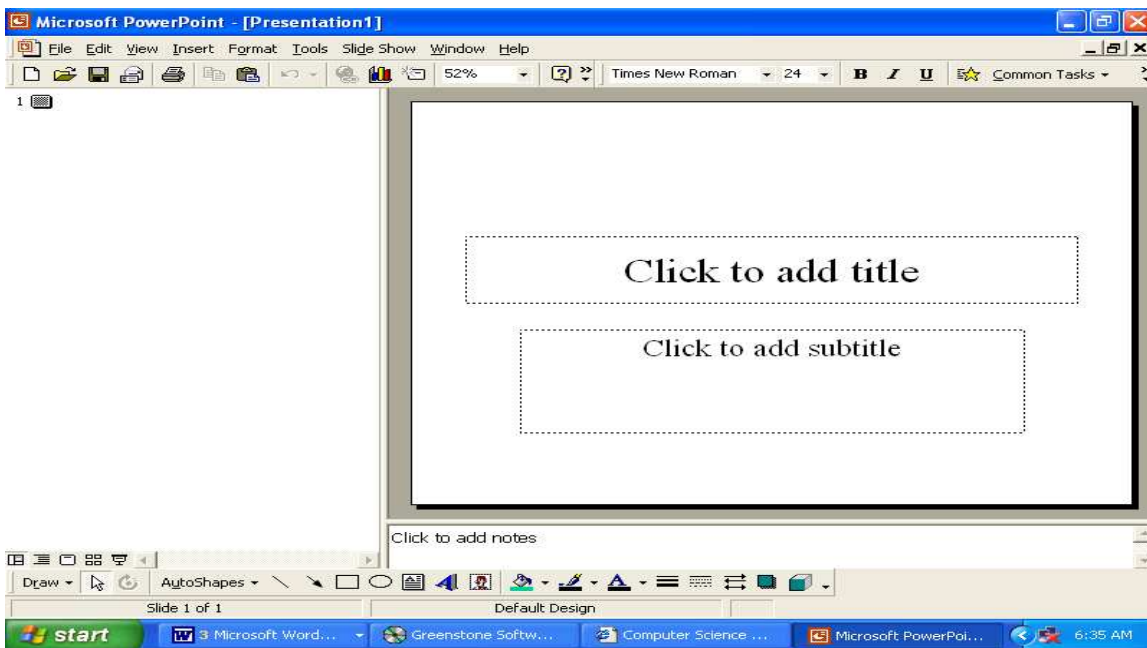 Microsoft PowerPoint - [Presentation1]
File Edit View Insert Format Tools Slide Show Window Help
52% Times New Roman 24 B I U Common Tasks
1
Click to add title
Click to add subtitle
Click to add notes
Draw AutoShapes
Slide 1 of 1 Default Design
start 3 Microsoft Word... Greenstone Softw... Computer Science ... Microsoft PowerPoi... 6:35 AM